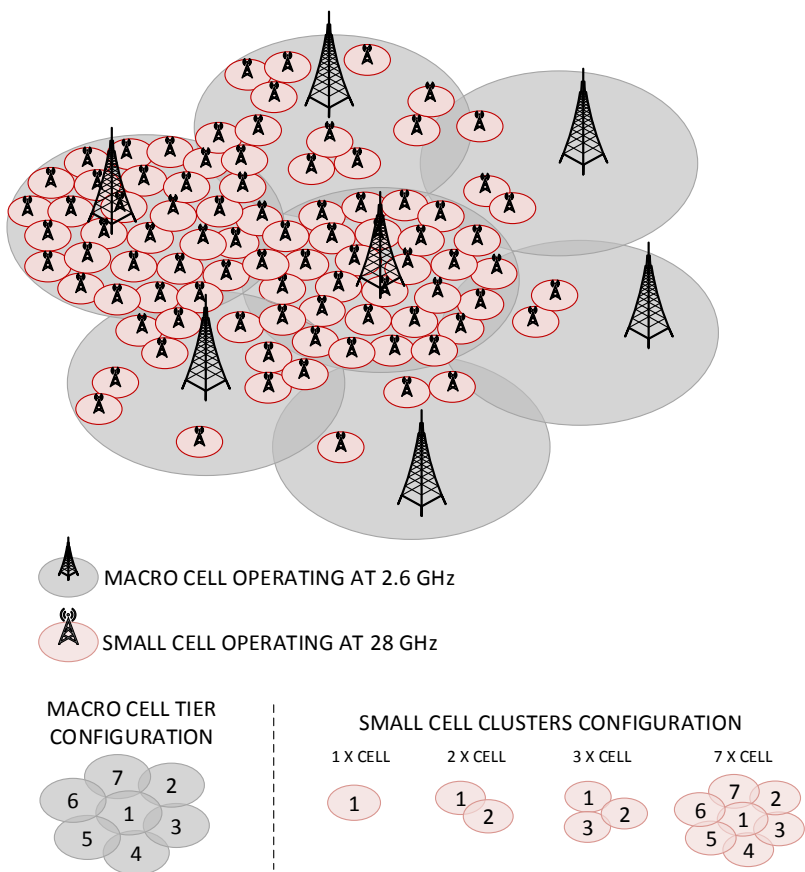 MACRO CELL OPERATING AT 2.6 GHz
SMALL CELL OPERATING AT 28 GHz
MACRO CELL TIER
CONFIGURATION
7
2
6
1
3
5
4
SMALL CELL CLUSTERS CONFIGURATION
1 X CELL
2 X CELL
3 X CELL
7 X CELL
1
1
2
1
2
3
7
2
6
1
3
5
4